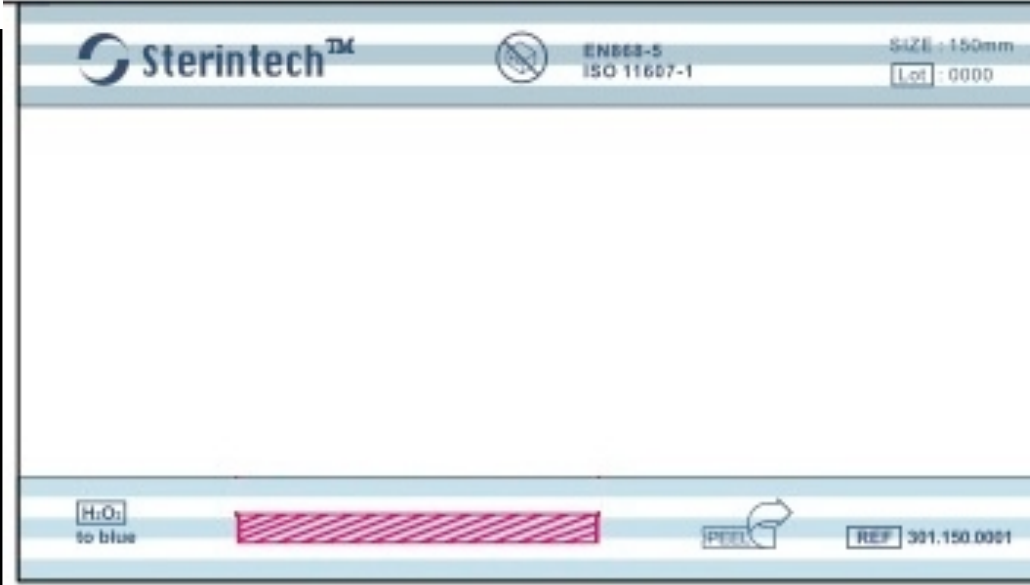 Sterintech™
EN868-5
ISO 11607-1
SIZE : 150mm
Lot : 0000
H₂O₂
to blue
PEEL
REF 301.150.0001